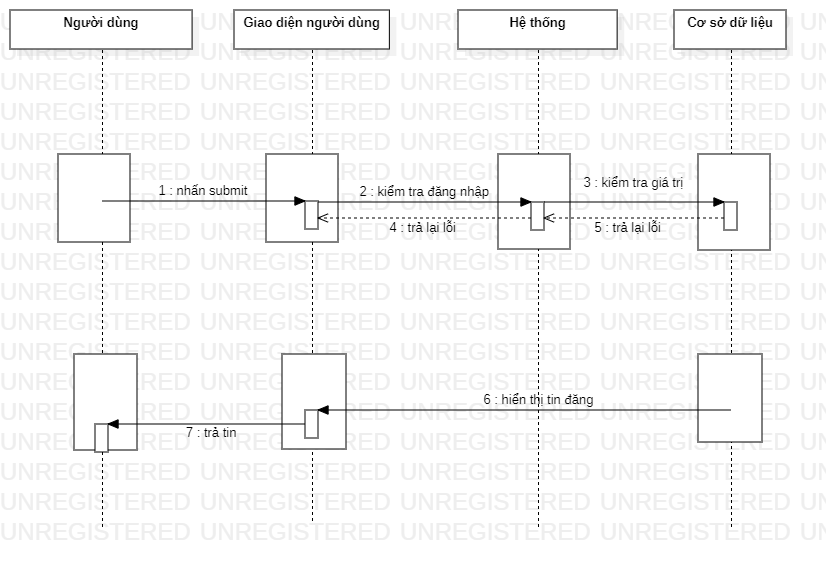 Người dùng
Giao diện người dùng
Hệ thống
Cơ sở dữ liệu
1 : nhấn submit
2 : kiểm tra đăng nhập
3 : kiểm tra giá trị
4 : trả lại lỗi
5 : trả lại lỗi
6 : hiển thị tin đăng
7 : trả tin
UNREGISTERED